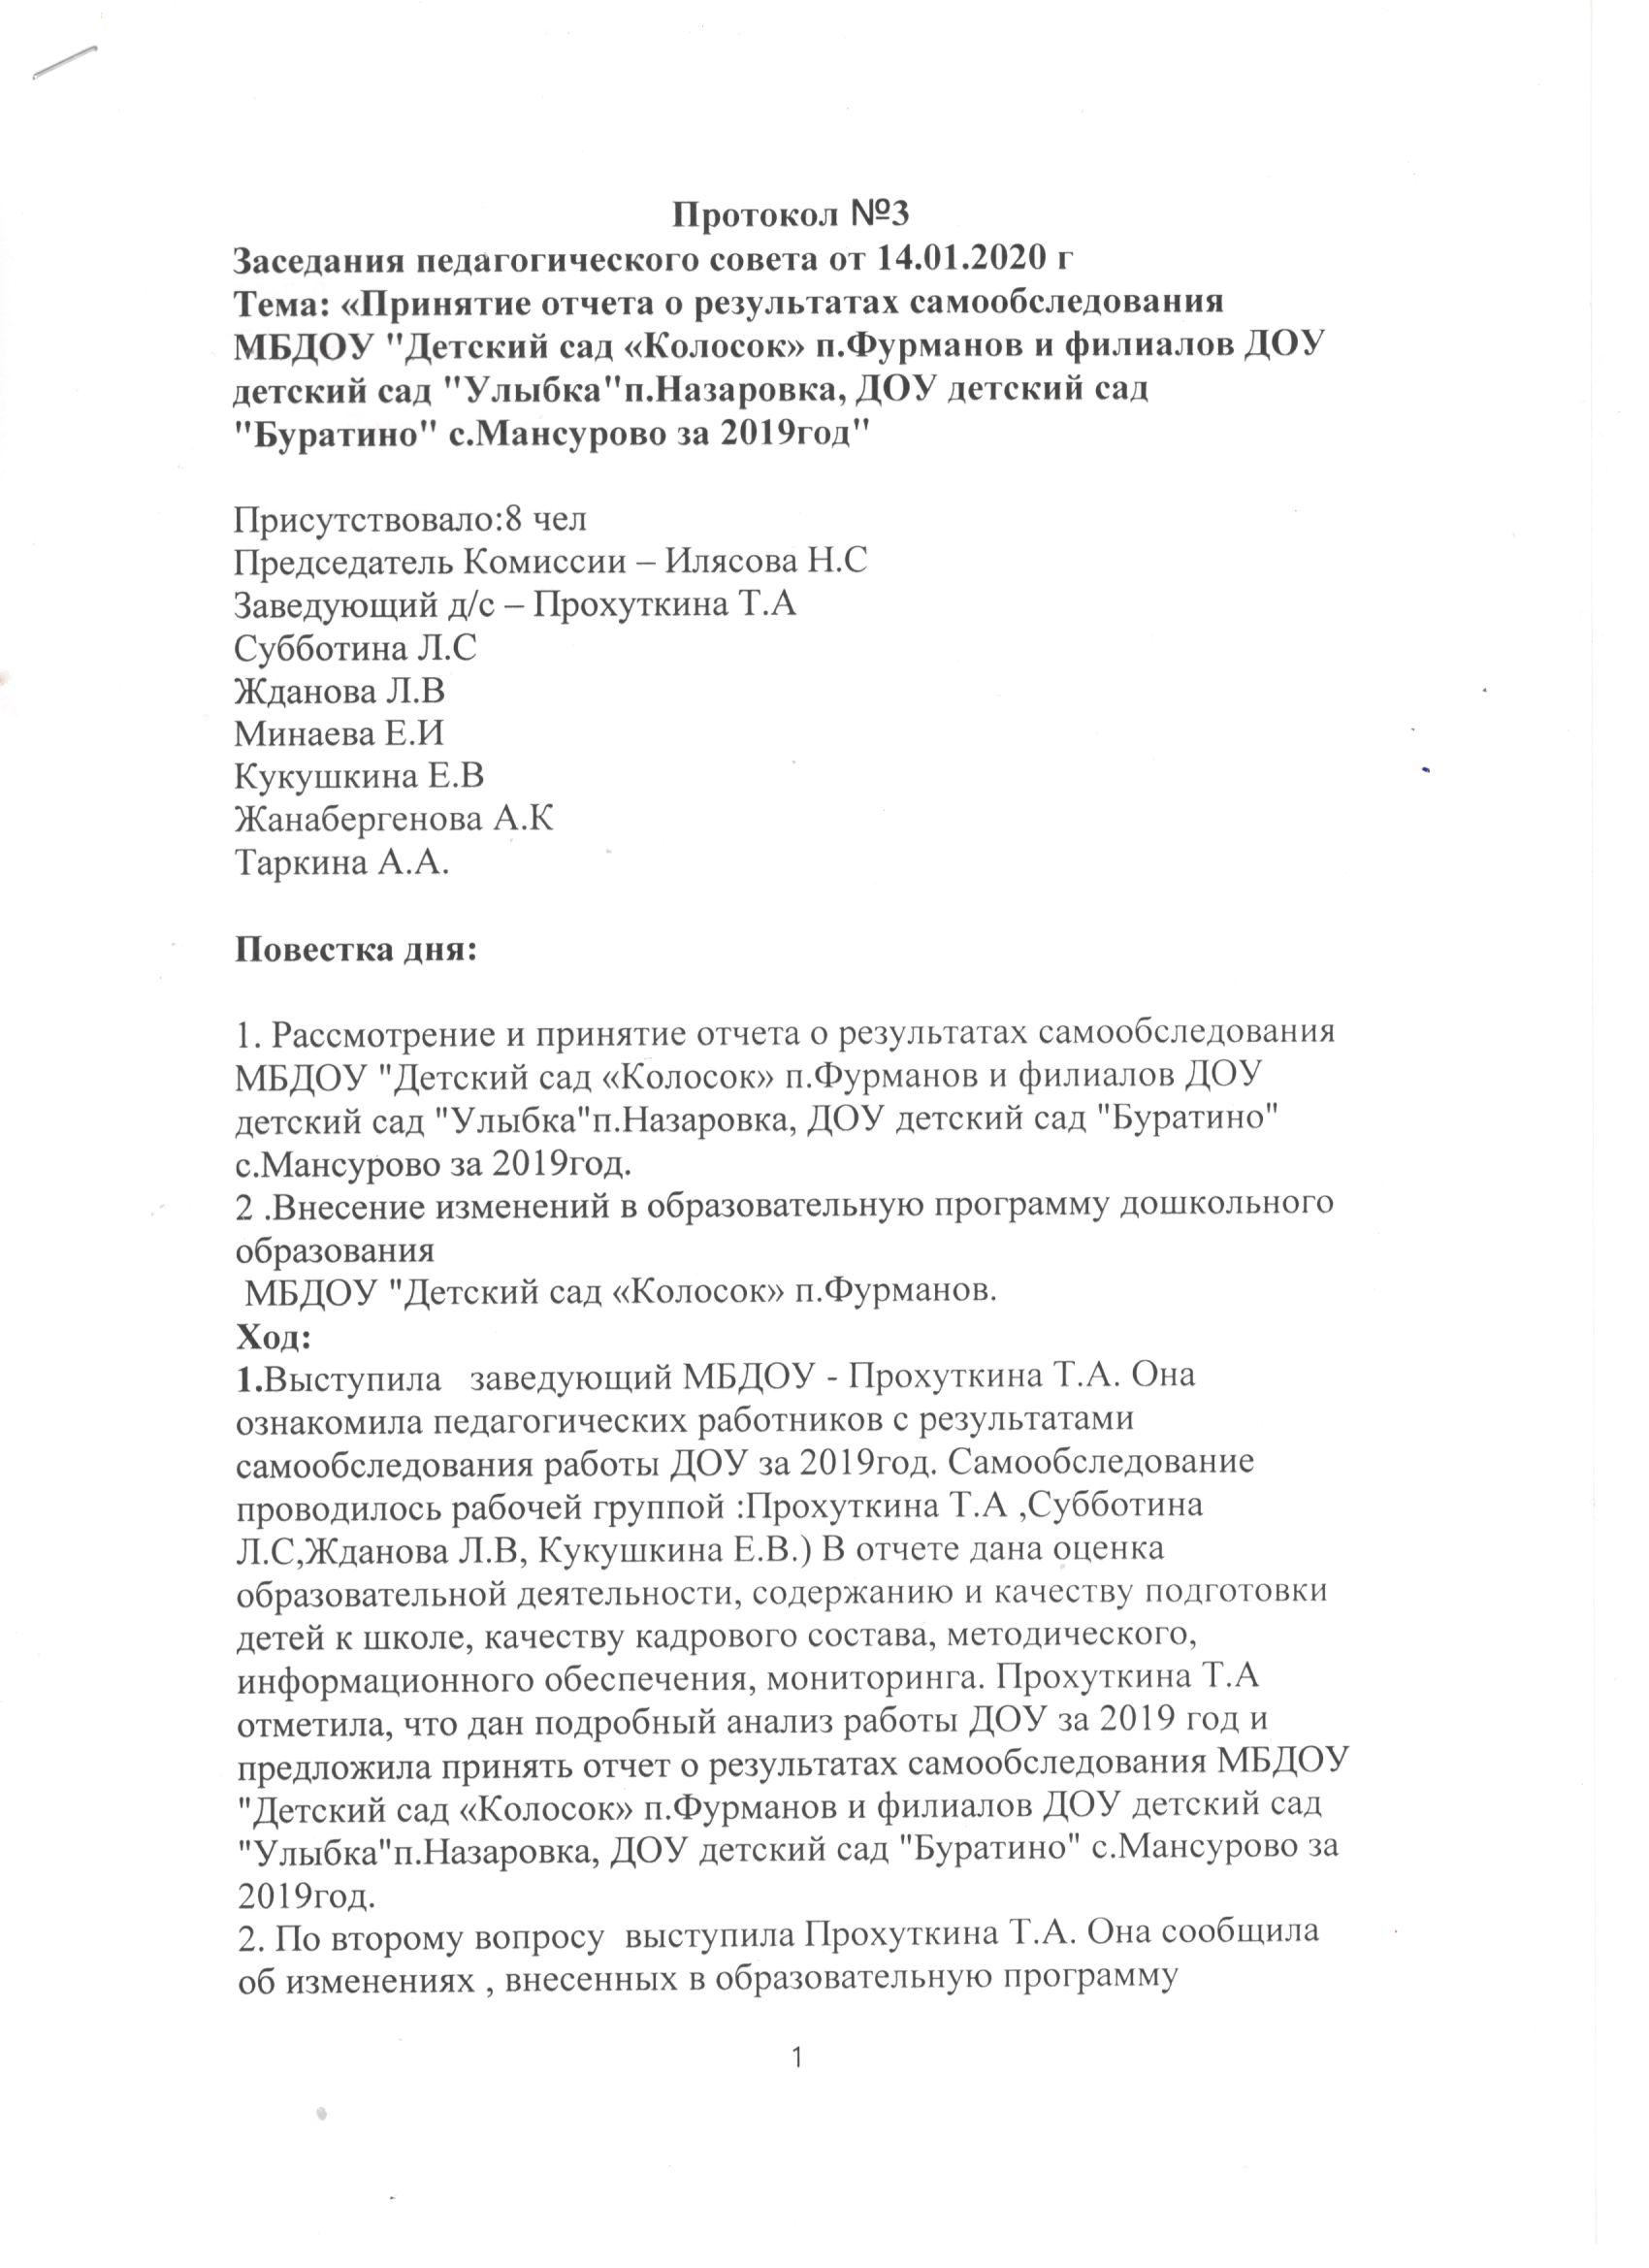 Протокол №3
Заседания педагогического совета от 14.01.2020 г
Тема: «Принятие отчета о результатах самообследования
МБДОУ "Детский сад «Колосок» п.Фурманов и филиалов ДОУ
детский сад "Улыбка"п.Назаровка, ДОУ детский сад
"Буратино" с.Мансурово за 2019год"
Присутствовало:8 чел
Председатель Комиссии – Илясова Н.С
Заведующий д/с – Прохуткина Т.А
Субботина Л.С
Жданова Л.В
Минаева Е.И
Кукушкина Е.В
Жанабергенова А.К
Таркина А.А.
Повестка дня:
1. Рассмотрение и принятие отчета о результатах самообследования
МБДОУ "Детский сад «Колосок» п.Фурманов и филиалов ДОУ
детский сад "Улыбка"п.Назаровка, ДОУ детский сад "Буратино"
с.Мансурово за 2019год.
2 .Внесение изменений в образовательную программу дошкольного
образования
МБДОУ "Детский сад «Колосок» п.Фурманов.
Ход:
1.Выступила заведующий МБДОУ - Прохуткина Т.А. Она
ознакомила педагогических работников с результатами
самообследования работы ДОУ за 2019год. Самообследование
проводилось рабочей группой :Прохуткина Т.А ,Субботина
Л.С,Жданова Л.В, Кукушкина Е.В.) В отчете дана оценка
образовательной деятельности, содержанию и качеству подготовки
детей к школе, качеству кадрового состава, методического,
информационного обеспечения, мониторинга. Прохуткина Т.А
отметила, что дан подробный анализ работы ДОУ за 2019 год и
предложила принять отчет о результатах самообследования МБДОУ
"Детский сад «Колосок» п.Фурманов и филиалов ДОУ детский сад
"Улыбка"п.Назаровка, ДОУ детский сад "Буратино" с.Мансурово за
2019год.
2. По второму вопросу выступила Прохуткина Т.А. Она сообщила
об изменениях , внесенных в образовательную программу
1